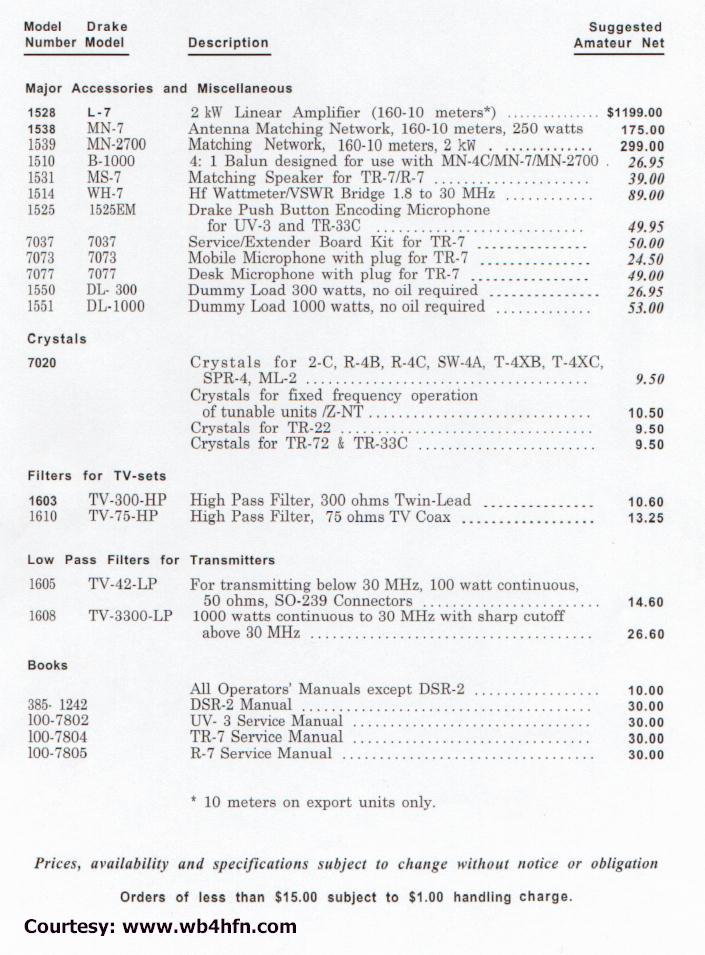 Model Drake Suggested
Number Model Description Amateur Net
Major Accessories and Miscellaneous
1528 L-7 2 kW Linear Amplifier (160-10 meters*) .............. $1199.00
1538 MN-7 Antenna Matching Network, 160-10 meters, 250 watts 175.00
1539 MN-2700 Matching Network, 160-10 meters, 2 kW . ............ 299.00
1510 B-1000 4: 1 Balun designed for use with MN-4C/MN-7/MN-2700 . 26.95
1531 MS-7 Matching Speaker for TR-7/R-7 ..................... 39.00
1514 WH-7 Hf Wattmeter/VSWR Bridge 1.8 to 30 MHz ............ 89.00
1525 1525EM Drake Push Button Encoding Microphone
for UV-3 and TR-33C ............................ 49.95
7037 7037 Service/Extender Board Kit for TR-7 ............... 50.00
7073 7073 Mobile Microphone with plug for TR-7 ............... 24.50
7077 7077 Desk Microphone with plug for TR-7 ................ 49.00
1550 DL- 300 Dummy Load 300 watts, no oil required ............... 26.95
1551 DL-1000 Dummy Load 1000 watts, no oil required ............. 53.00
Crystals
7020 Crystals for 2-C, R-4B, R-4C, SW-4A, T-4XB, T-4XC,
SPR-4, ML-2 ...................................... 9.50
Crystals for fixed frequency operation
of tunable units /Z-NT .............................. 10.50
Crystals for TR-22 .................................. 9.50
Crystals for TR-72 & TR-33C ........................ 9.50
Filters for TV-sets
1603 TV-300-HP High Pass Filter, 300 ohms Twin-Lead ............... 10.60
1610 TV-75-HP High Pass Filter, 75 ohms TV Coax .................. 13.25
Low Pass Filters for Transmitters
1605 TV-42-LP For transmitting below 30 MHz, 100 watt continuous,
50 ohms, SO-239 Connectors ........................ 14.60
1608 TV-3300-LP 1000 watts continuous to 30 MHz with sharp cutoff
above 30 MHz ...................................... 26.60
Books
All Operators' Manuals except DSR-2 ................. 10.00
385- 1242 DSR-2 Manual ....................................... 30.00
100-7802 UV- 3 Service Manual ................................ 30.00
100-7804 TR-7 Service Manual ................................ 30.00
100-7805 R-7 Service Manual .................................. 30.00
* 10 meters on export units only.
Prices, availability and specifications subject to change without notice or obligation
Orders of less than $15.00 subject to $1.00 handling charge.
Courtesy: www.wb4hfn.com